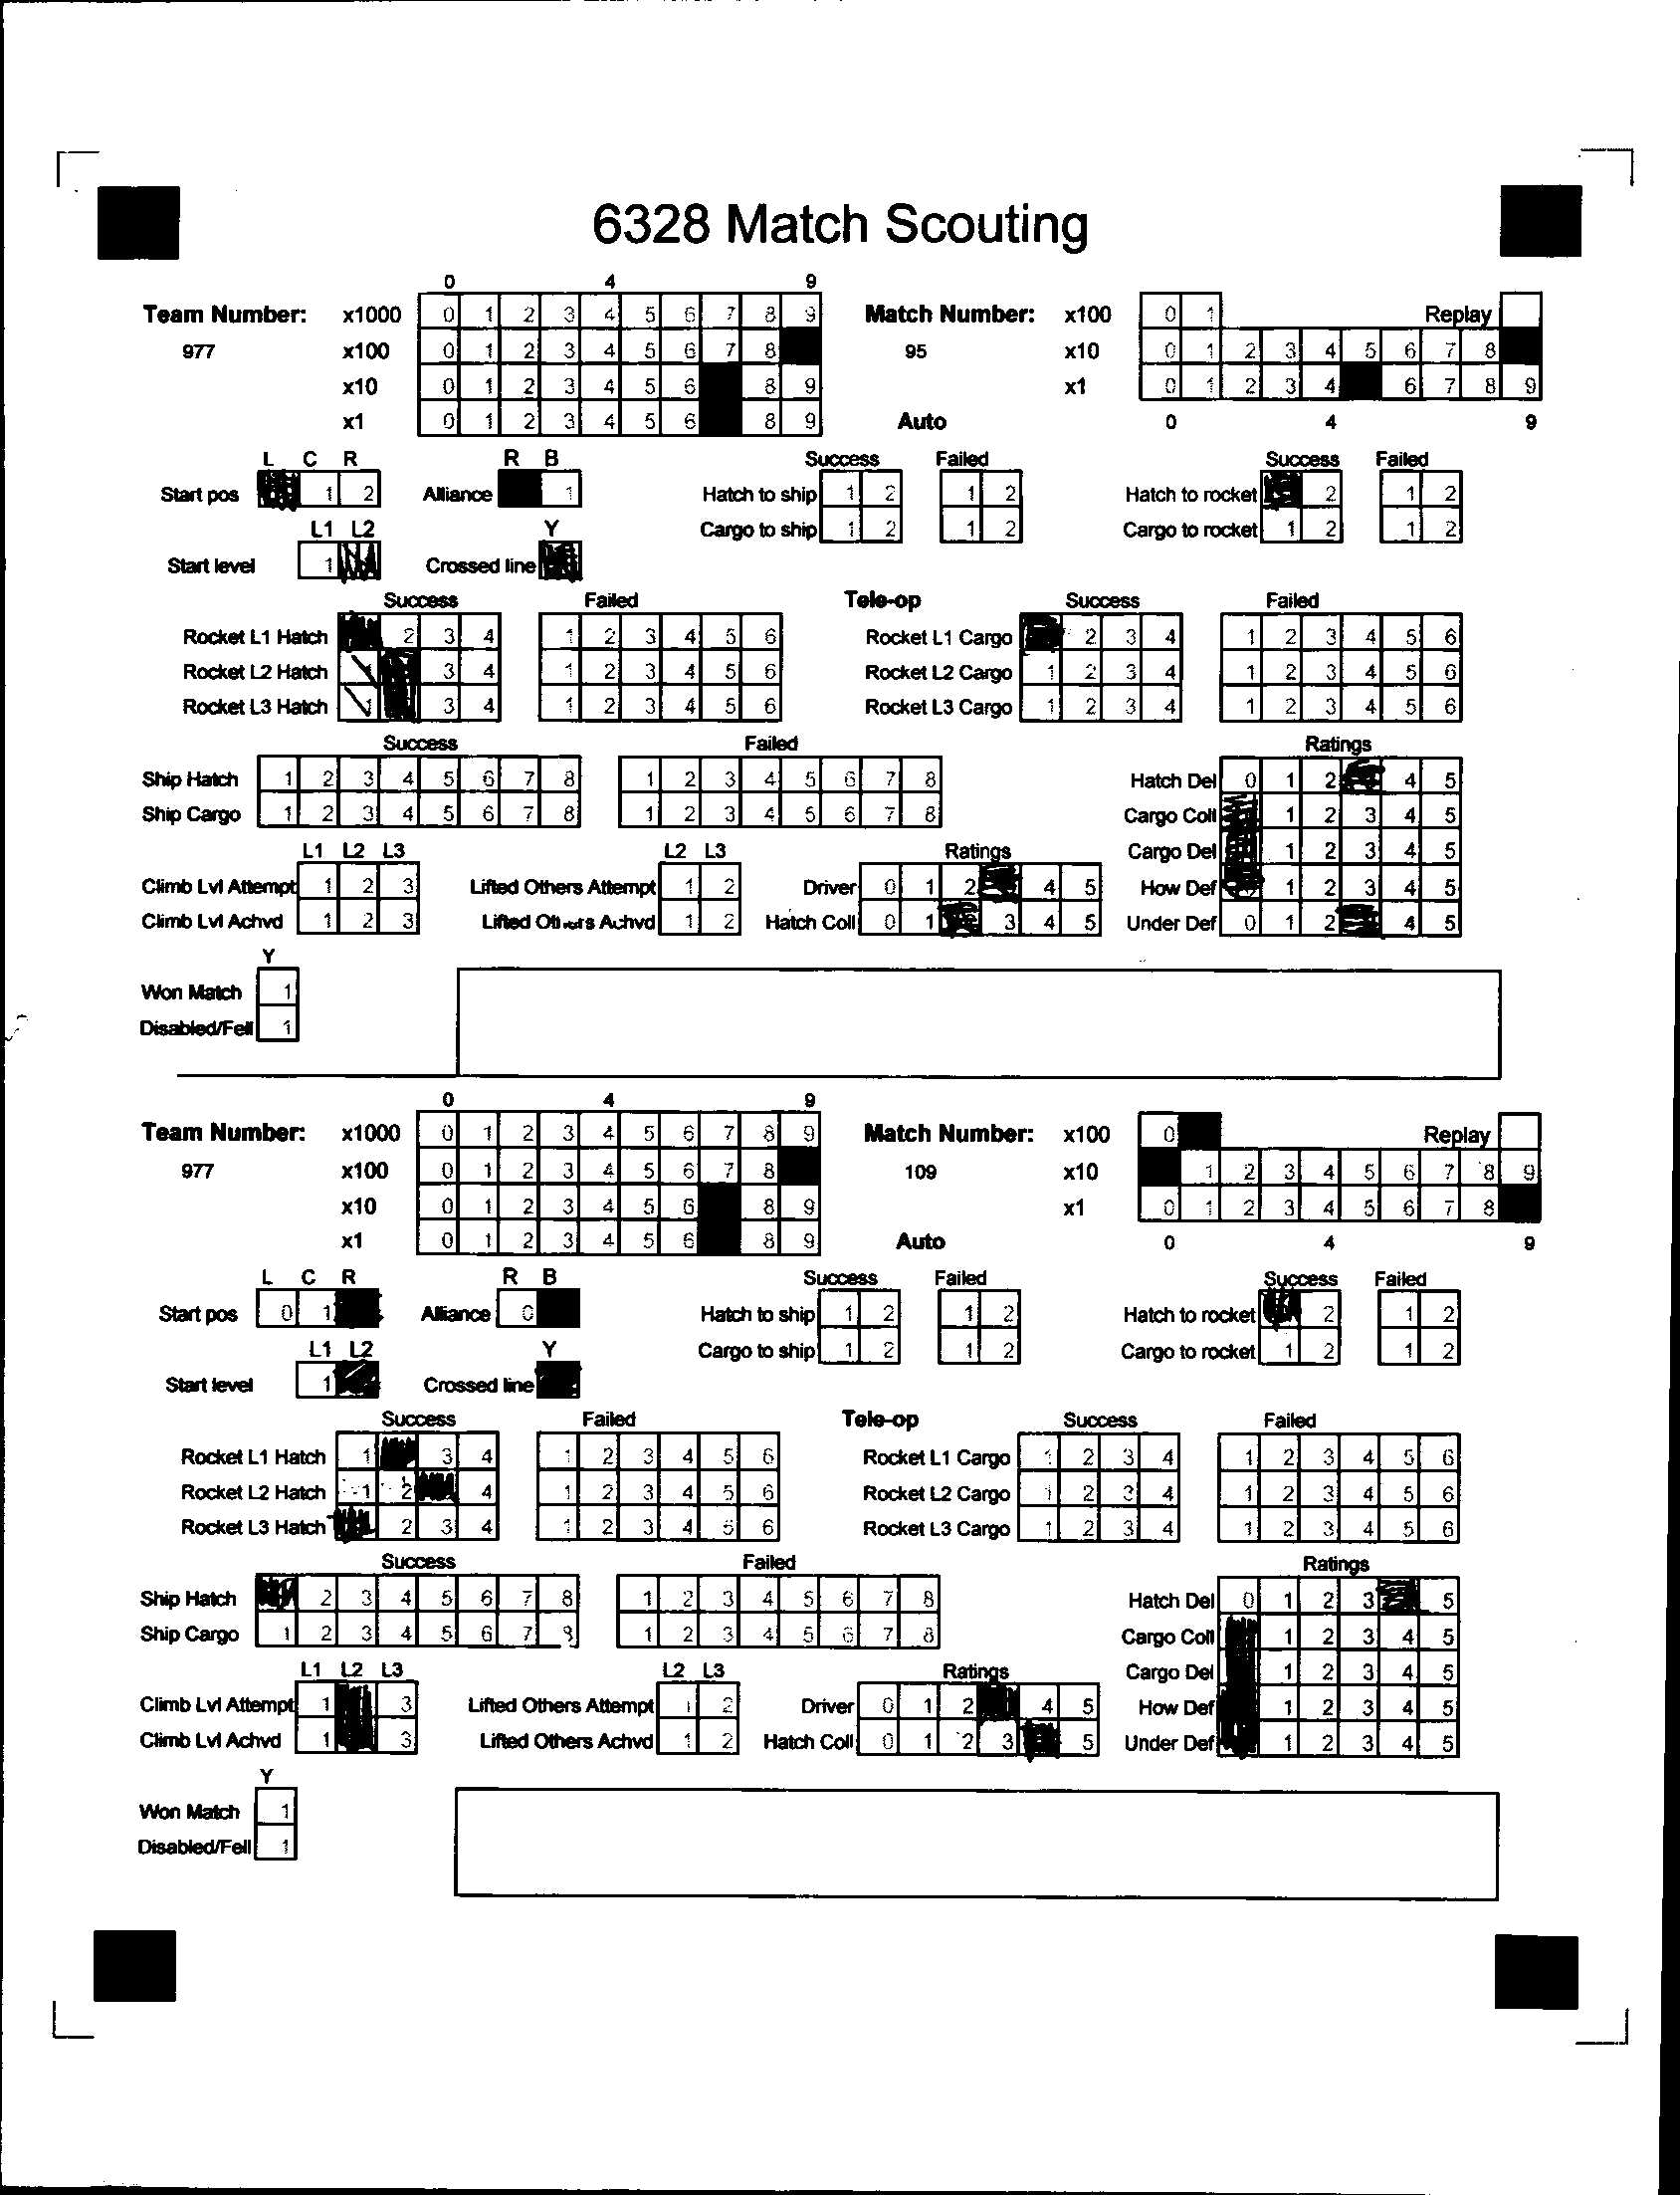 6328 Match Scouting
0 4 9
Team Number: x1000 0 1 2 3 4 5 6 7 8 9 Match Number: x100 0 1 Replay
977 x100 0 1 2 3 4 5 6 7 8 95 x10 0 1 2 3 4 5 6 7 8
x10 0 1 2 3 4 5 6 8 9 x1 0 1 2 3 4 6 7 8 9
x1 0 1 2 3 4 5 6 8 9 Auto 0 4 9
L C R R B Success Failed Success Failed
Start pos 1 2 Alliance 1 Hatch to ship 1 2 1 2 Hatch to rocket 2 1 2
L1 L2 Y Cargo to ship 1 2 1 2 Cargo to rocket 1 2 1 2
Start level 1 Crossed line
Success Failed Tele-op Success Failed
Rocket L1 Hatch 2 3 4 1 2 3 4 5 6 Rocket L1 Cargo 2 3 4 1 2 3 4 5 6
Rocket L2 Hatch 1 3 4 1 2 3 4 5 6 Rocket L2 Cargo 1 2 3 4 1 2 3 4 5 6
Rocket L3 Hatch 1 3 4 1 2 3 4 5 6 Rocket L3 Cargo 1 2 3 4 1 2 3 4 5 6
Success Failed Ratings
Ship Hatch 1 2 3 4 5 6 7 8 1 2 3 4 5 6 7 8 Hatch Del 0 1 2 4 5
Ship Cargo 1 2 3 4 5 6 7 8 1 2 3 4 5 6 7 8 Cargo Coll 1 2 3 4 5
L1 L2 L3 L2 L3 Ratings Cargo Del 1 2 3 4 5
Climb Lvl Attempt 1 2 3 Lifted Others Attempt 1 2 Driver 0 1 2 4 5 How Def 1 2 3 4 5
Climb Lvl Achvd 1 2 3 Lifted Others Achvd 1 2 Hatch Coll 0 1 3 4 5 Under Def 0 1 2 4 5
Y
Won Match 1
Disabled/Fell 1
0 4 9
Team Number: x1000 0 1 2 3 4 5 6 7 8 9 Match Number: x100 0 Replay
977 x100 0 1 2 3 4 5 6 7 8 109 x10 1 2 3 4 5 6 7 8 9
x10 0 1 2 3 4 5 6 8 9 x1 0 1 2 3 4 5 6 7 8
x1 0 1 2 3 4 5 6 8 9 Auto 0 4 9
L C R R B Success Failed Success Failed
Start pos 0 1 Alliance 0 Hatch to ship 1 2 1 2 Hatch to rocket 2 1 2
L1 L2 Y Cargo to ship 1 2 1 2 Cargo to rocket 1 2 1 2
Start level 1 Crossed line
Success Failed Tele-op Success Failed
Rocket L1 Hatch 1 3 4 1 2 3 4 5 6 Rocket L1 Cargo 1 2 3 4 1 2 3 4 5 6
Rocket L2 Hatch 1 2 4 1 2 3 4 5 6 Rocket L2 Cargo 1 2 3 4 1 2 3 4 5 6
Rocket L3 Hatch 2 3 4 1 2 3 4 5 6 Rocket L3 Cargo 1 2 3 4 1 2 3 4 5 6
Success Failed Ratings
Ship Hatch 2 3 4 5 6 7 8 1 2 3 4 5 6 7 8 Hatch Del 0 1 2 3 5
Ship Cargo 1 2 3 4 5 6 7 8 1 2 3 4 5 6 7 8 Cargo Coll 1 2 3 4 5
L1 L2 L3 L2 L3 Ratings Cargo Del 1 2 3 4 5
Climb Lvl Attempt 1 3 Lifted Others Attempt 1 2 Driver 0 1 2 4 5 How Def 1 2 3 4 5
Climb Lvl Achvd 1 3 Lifted Others Achvd 1 2 Hatch Coll 0 1 2 3 5 Under Def 1 2 3 4 5
Y
Won Match 1
Disabled/Fell 1